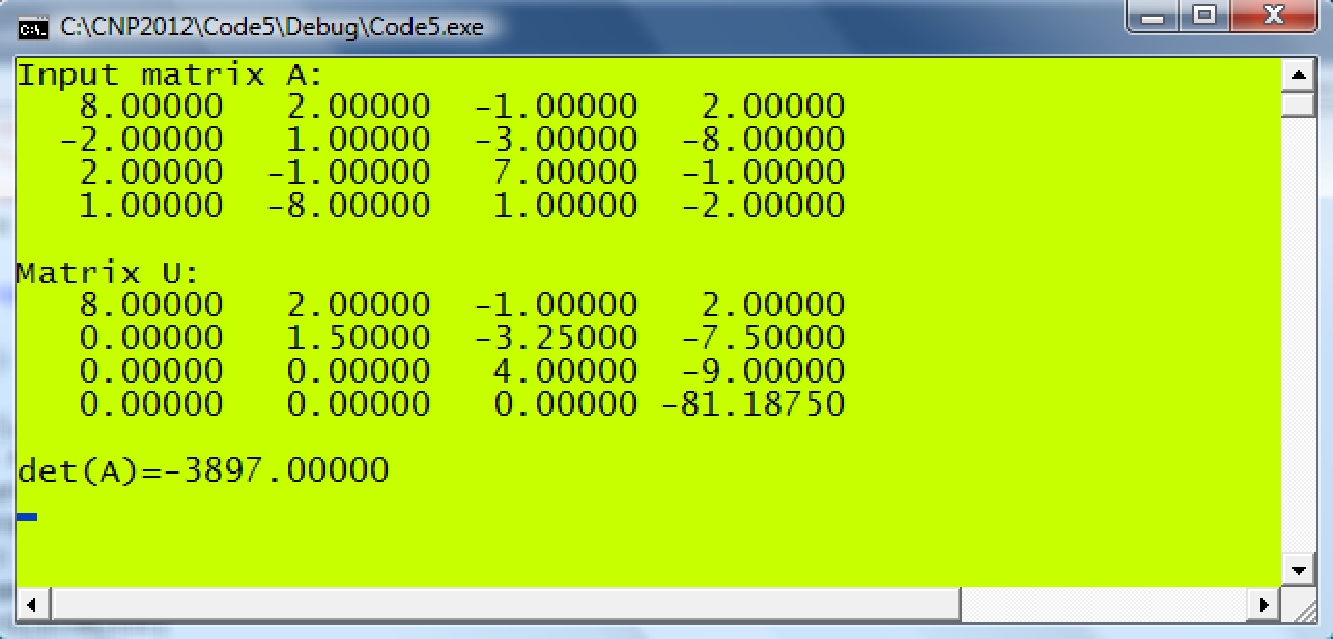 C:\CNP2012\Code5\Debug\Code5.exe
Input matrix A:
8.00000 2.00000 -1.00000 2.00000
-2.00000 1.00000 -3.00000 -8.00000
2.00000 -1.00000 7.00000 -1.00000
1.00000 -8.00000 1.00000 -2.00000
Matrix U:
8.00000 2.00000 -1.00000 2.00000
0.00000 1.50000 -3.25000 -7.50000
0.00000 0.00000 4.00000 -9.00000
0.00000 0.00000 0.00000 -81.18750
det(A)=-3897.00000